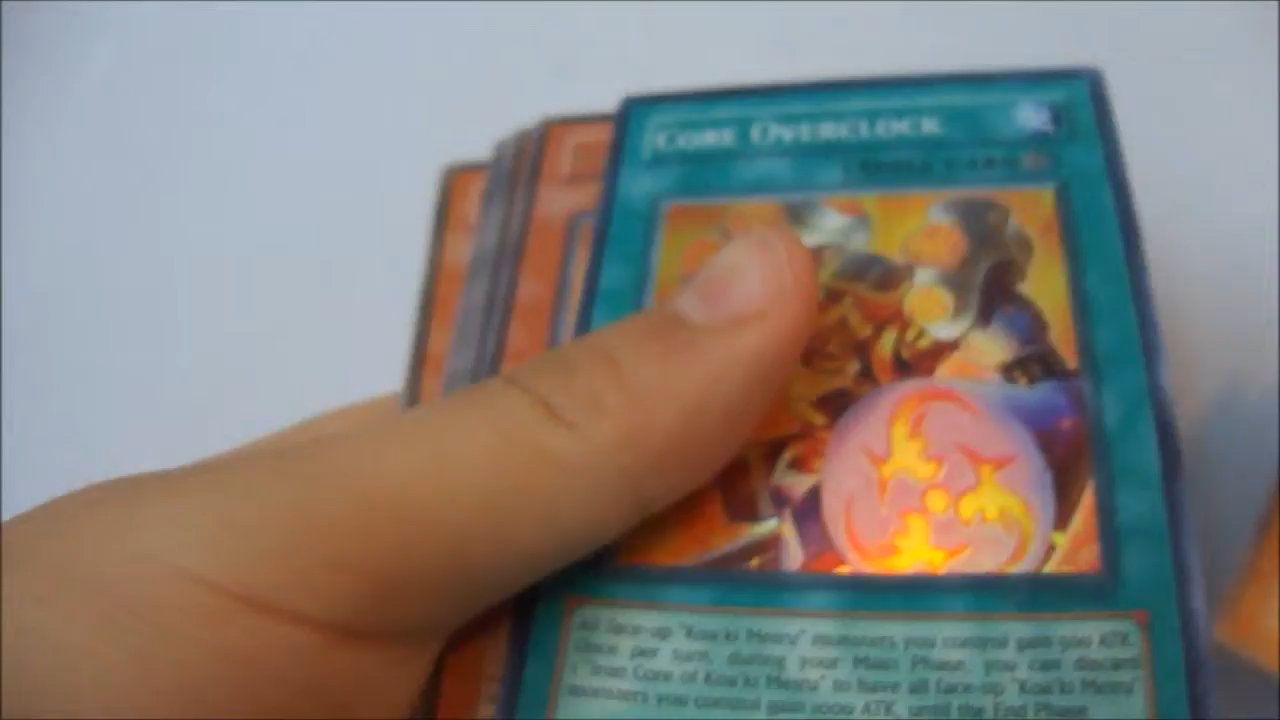 CORE OVERCLOCK
[SPELL CARD
All face-up "Koa'ki Meiru" monsters you control gain 500 ATK.
Once per turn, during your Main Phase, you can discard
1 "Iron Core of Koa'ki Meiru" to have all face-up "Koa'ki Meiru"
monsters you control gain 1000 ATK, until the End Phase.